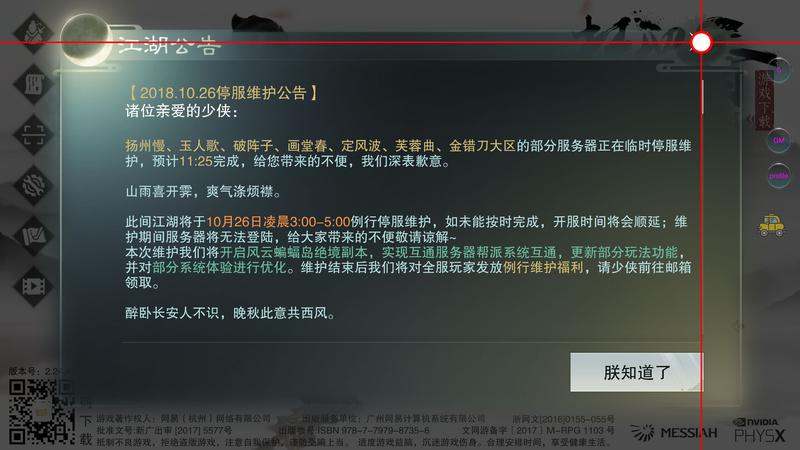 江湖公告
【2018.10.26停服维护公告】
诸位亲爱的少侠：
扬州慢、玉人歌、破阵子、画堂春、定风波、芙蓉曲、金错刀大区的部分服务器正在临时停服维
护，预计11:25完成，给您带来的不便，我们深表歉意。
山雨喜开霁，爽气涤烦襟。
此间江湖将于10月26日凌晨3:00-5:00例行停服维护，如未能按时完成，开服时间将会顺延；维
护期间服务器将无法登陆，给大家带来的不便敬请谅解~
本次维护我们将开启风云蝙蝠岛绝境副本，实现互通服务器帮派系统互通，更新部分玩法功能，
并对部分系统体验进行优化。维护结束后我们将对全服玩家发放例行维护福利，请少侠前往邮箱
领取。
醉卧长安人不识，晚秋此意共西风。
朕知道了
游戏下载
GM
profile
版本号：2.2
下载
游戏著作权人：网易（杭州）网络有限公司 出版服务单位：广州网易计算机系统有限公司 浙网文[2016]0155-055号
批准文号:新广出审 [2017] 5577号 出版物号:ISBN 978-7-7979-8735-6 文网游备字〔2017〕M-RPG 1103 号
抵制不良游戏，拒绝盗版游戏，注意自我保护，谨防受骗上当。 适度游戏益脑，沉迷游戏伤身。合理安排时间，享受健康生活。
MESSIAH
NVIDIA
PHYSX